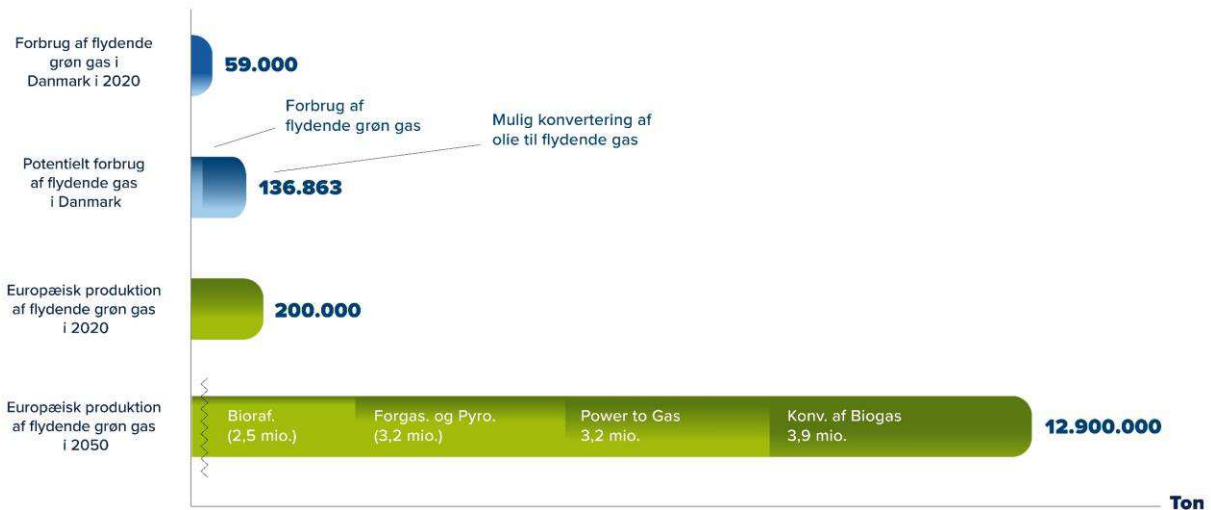 Forbrug af flydende
grøn gas i
Danmark i 2020
59.000
Forbrug af
flydende grøn gas
Mulig konvertering af
olie til flydende gas
Potentielt forbrug
af flydende gas
i Danmark
136.863
Europæisk produktion
af flydende grøn gas
i 2020
200.000
Europæisk produktion
af flydende grøn gas
i 2050
Bioraf.
(2,5 mio.)
Forgas. og Pyro.
(3,2 mio.)
Power to Gas
3,2 mio.
Konv. af Biogas
3,9 mio.
12.900.000
Ton